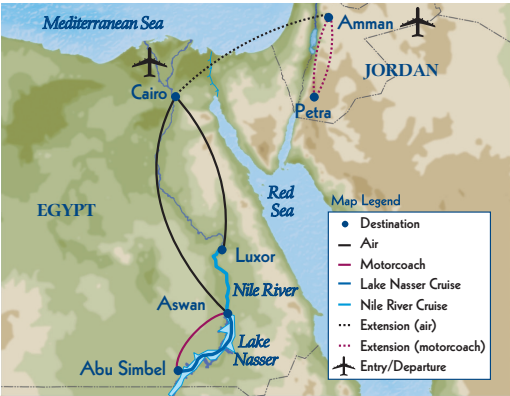 Mediterranean Sea
Amman
JORDAN
Cairo
Petra
EGYPT
Red
Sea
Luxor
Nile River
Aswan
Lake
Nasser
Abu Simbel
Map Legend
Destination
Air
Motorcoach
Lake Nasser Cruise
Nile River Cruise
Extension (air)
Extension (motorcoach)
Entry/Departure